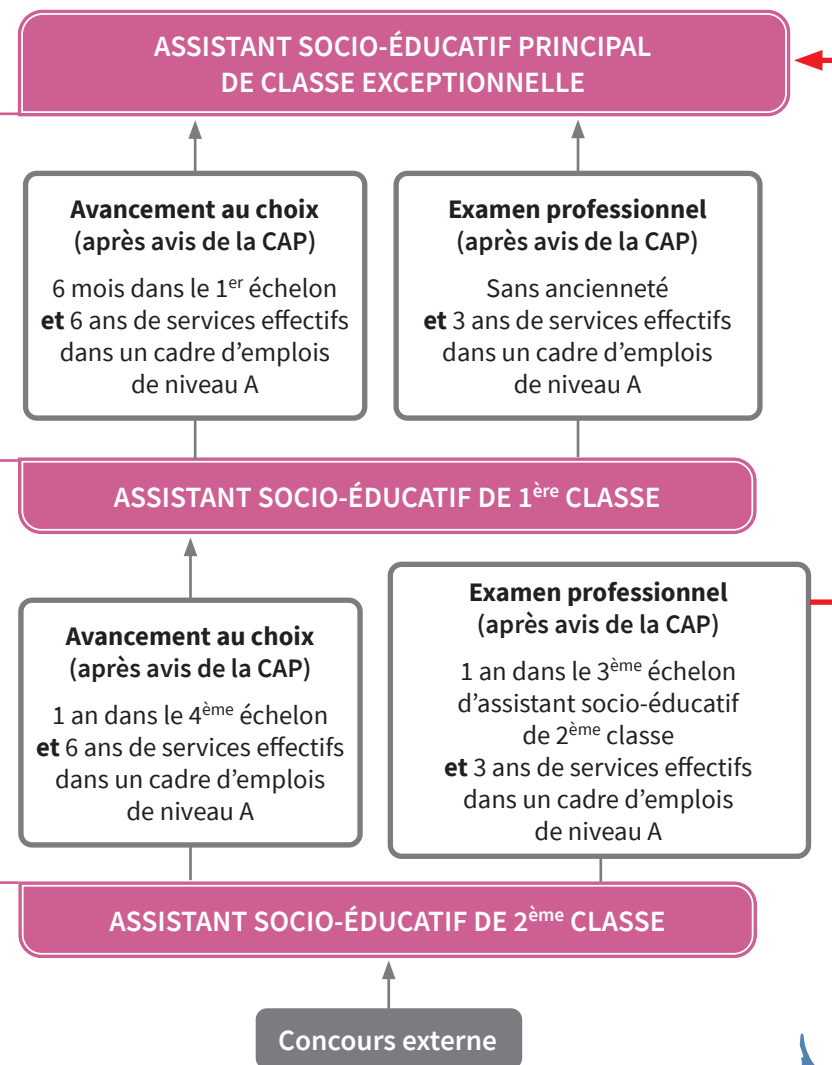 ASSISTANT SOCIO-ÉDUCATIF PRINCIPAL
DE CLASSE EXCEPTIONNELLE
Avancement au choix
(après avis de la CAP)
6 mois dans le 1er échelon
et 6 ans de services effectifs
dans un cadre d’emplois
de niveau A
Examen professionnel
(après avis de la CAP)
Sans ancienneté
et 3 ans de services effectifs
dans un cadre d’emplois
de niveau A
ASSISTANT SOCIO-ÉDUCATIF DE 1ère CLASSE
Avancement au choix
(après avis de la CAP)
1 an dans le 4ème échelon
et 6 ans de services effectifs
dans un cadre d’emplois
de niveau A
Examen professionnel
(après avis de la CAP)
1 an dans le 3ème échelon
d’assistant socio-éducatif
de 2ème classe
et 3 ans de services effectifs
dans un cadre d’emplois
de niveau A
ASSISTANT SOCIO-ÉDUCATIF DE 2ème CLASSE
Concours externe